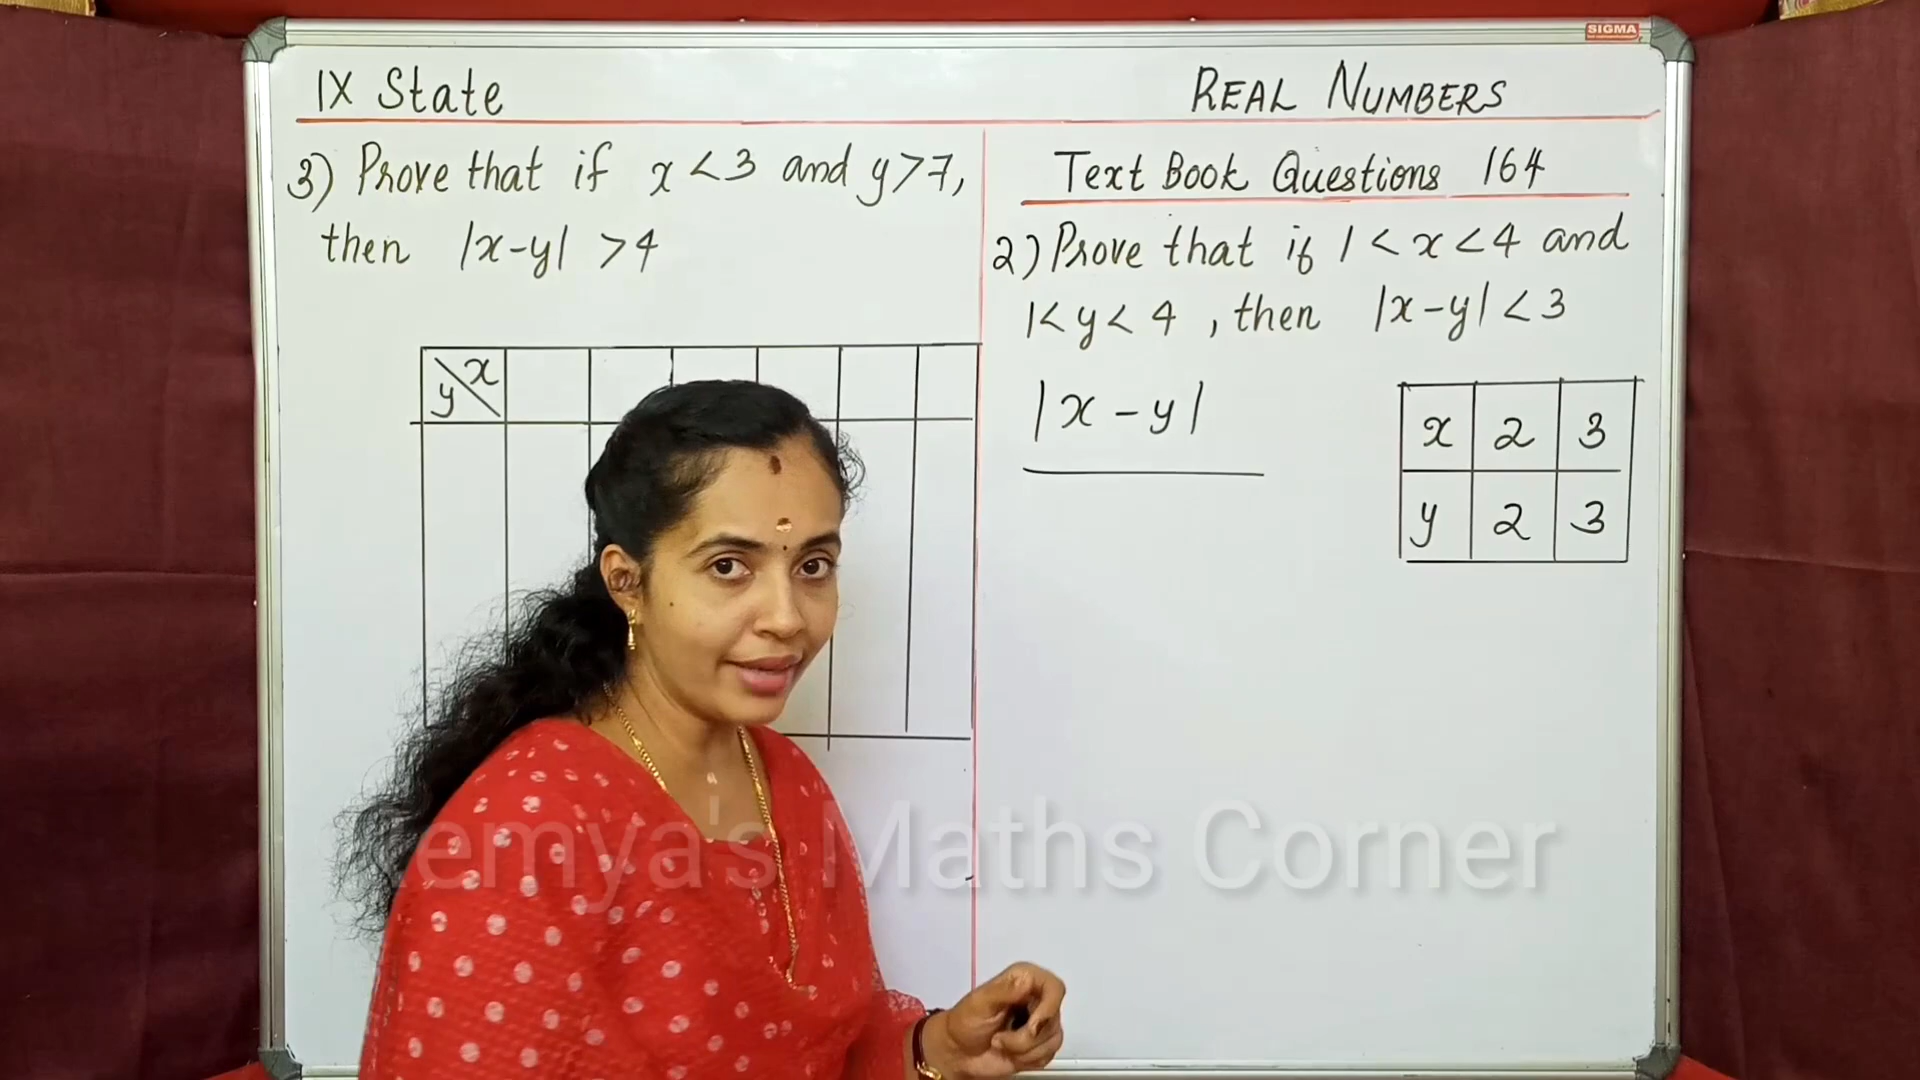 SIGMA
IX State
REAL NUMBERS
3) Prove that if x < 3 and y > 7,
then |x-y| > 4
y x
Text Book Questions 164
2) Prove that if 1 < x < 4 and
1 < y < 4 , then |x-y| < 3
|x - y|
x 2 3
y 2 3
Remya's Maths Corner